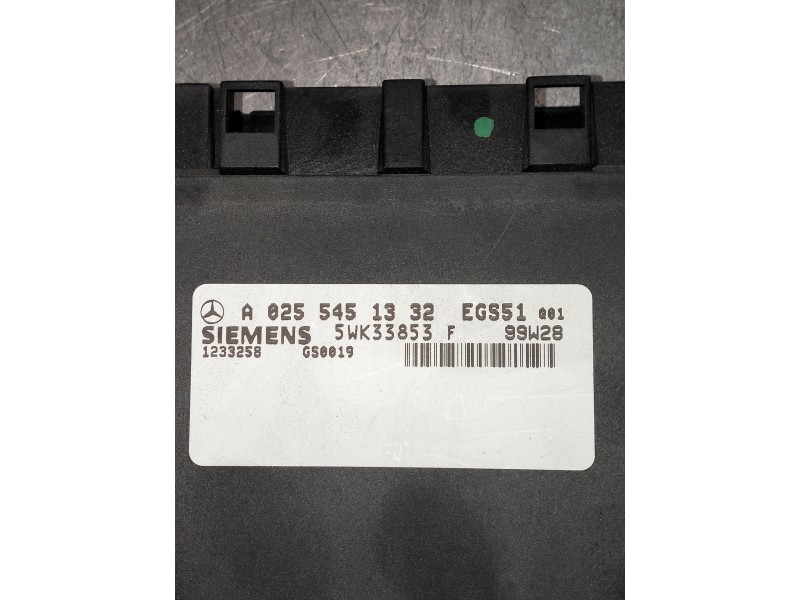 A 025 545 13 32 EGS51 Q01
SIEMENS 5WK33853 F 99W28
1233258 GS0019